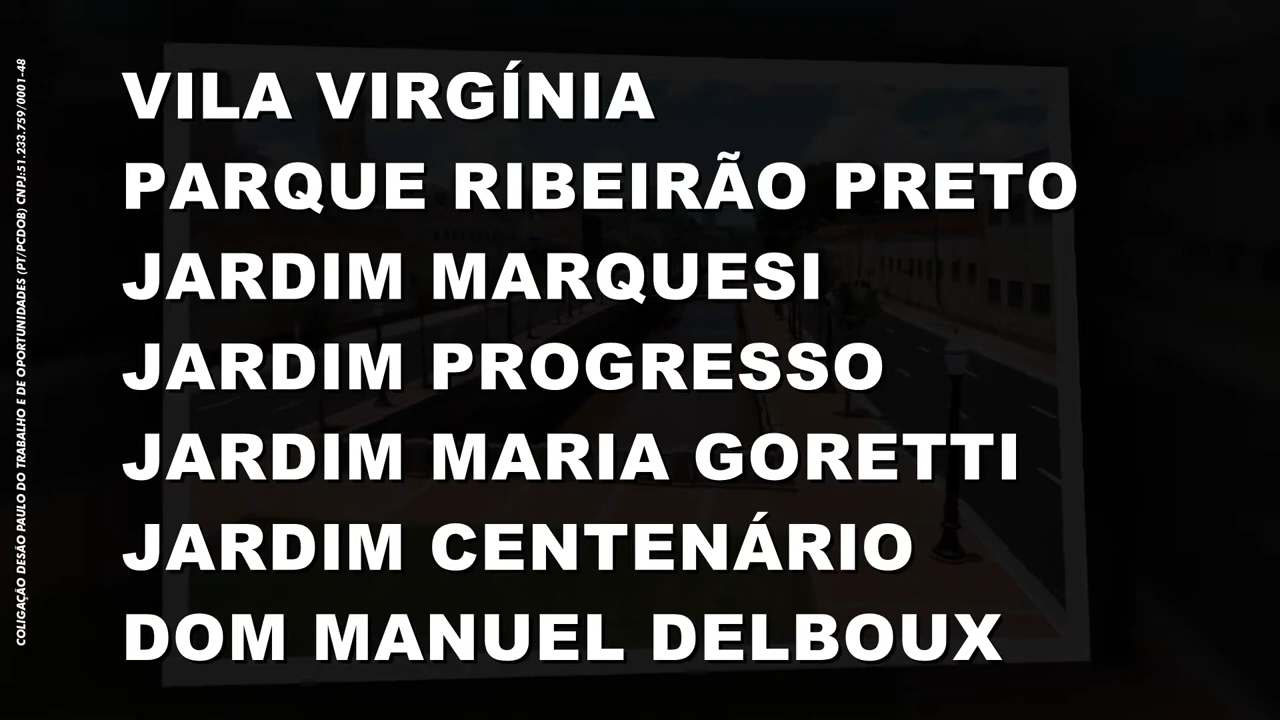 VILA VIRGÍNIA
PARQUE RIBEIRÃO PRETO
JARDIM MARQUESI
JARDIM PROGRESSO
JARDIM MARIA GORETTI
JARDIM CENTENÁRIO
DOM MANUEL DELBOUX
COLIGAÇÃO DESÃO PAULO DO TRABALHO E DE OPORTUNIDADES (PT/PCDOB) CNPJ:51.233.759/0001-48